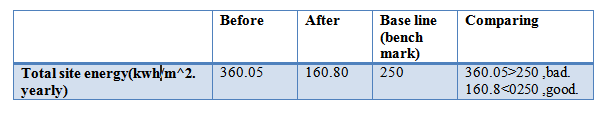 Before After Base line (bench mark) Comparing
Total site energy(kwh/m^2. yearly) 360.05 160.80 250 360.05>250 ,bad.
160.8<0250 ,good.